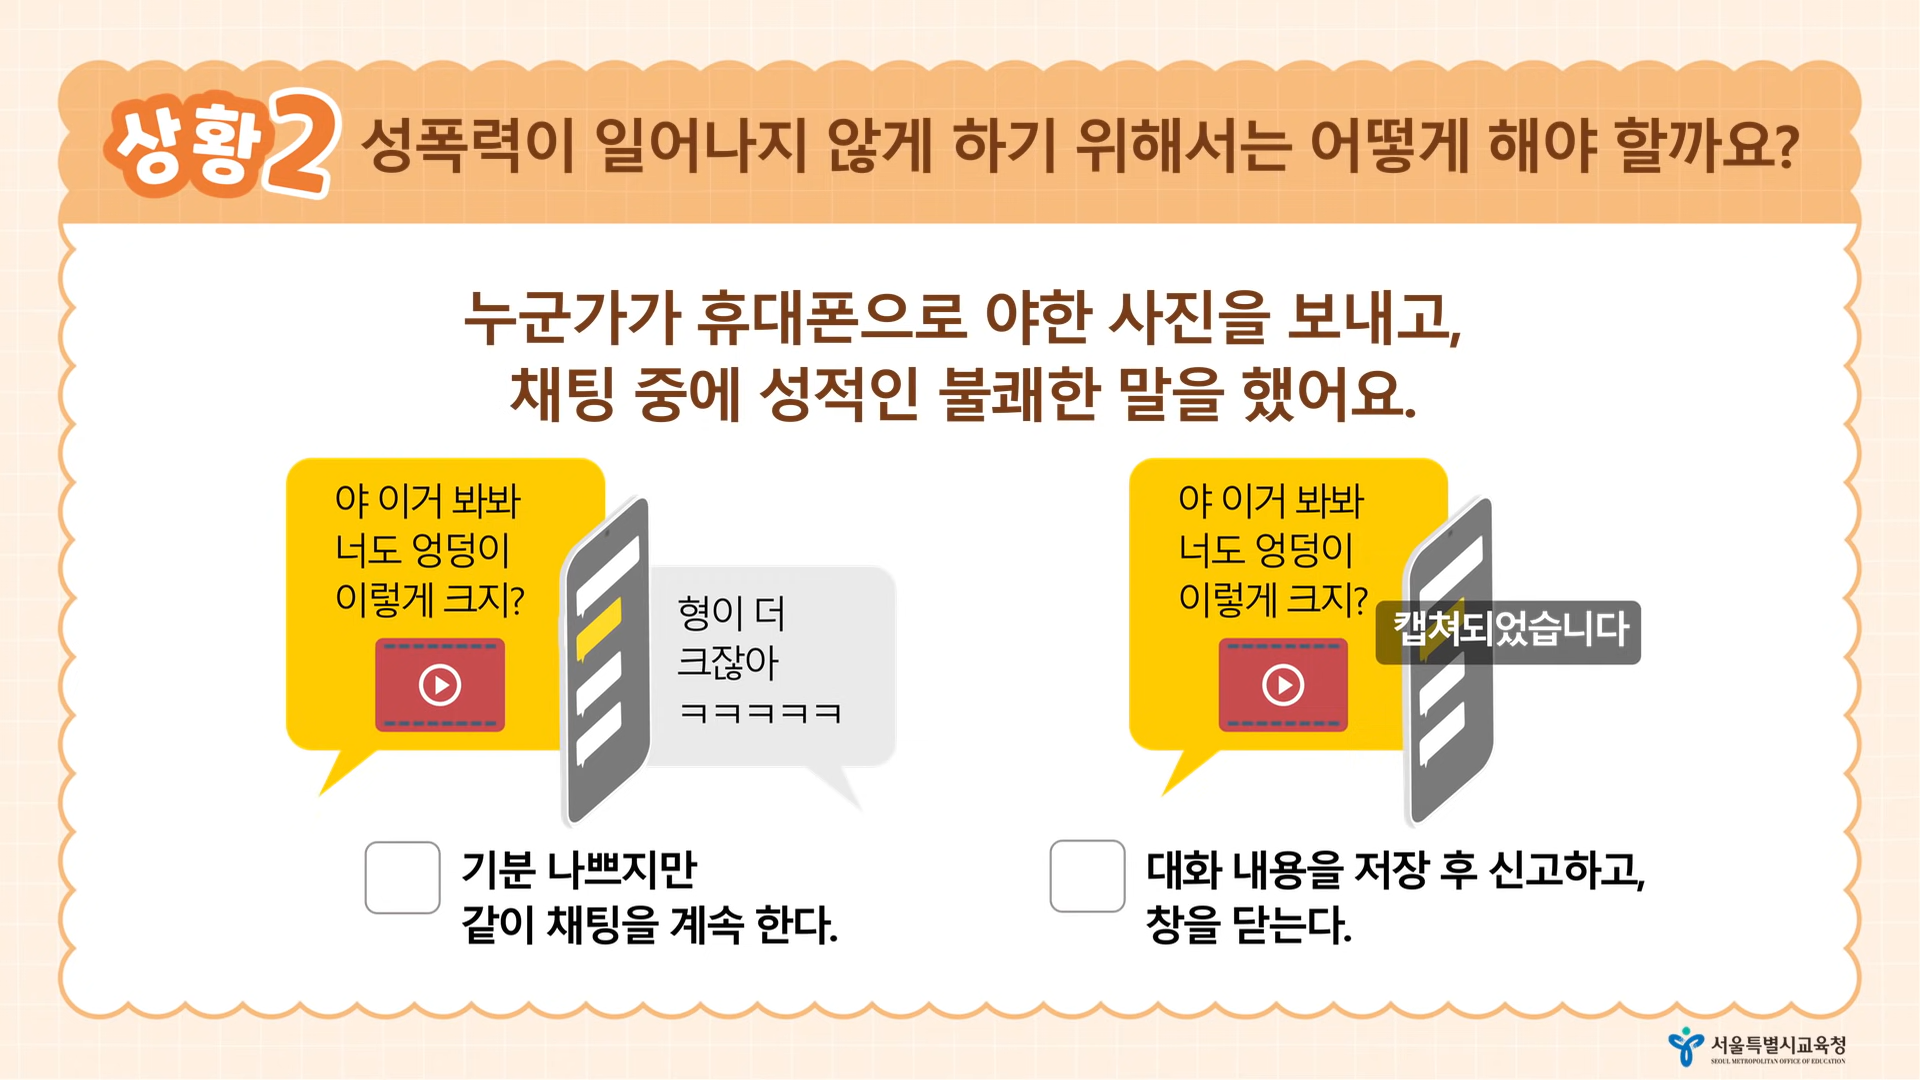 상황2 성폭력이 일어나지 않게 하기 위해서는 어떻게 해야 할까요?
누군가가 휴대폰으로 야한 사진을 보내고,
채팅 중에 성적인 불쾌한 말을 했어요.
야 이거 봐봐
너도 엉덩이
이렇게 크지?
형이 더
크잖아
ㅋㅋㅋㅋㅋ
야 이거 봐봐
너도 엉덩이
이렇게 크지?
캡쳐되었습니다
기분 나쁘지만
같이 채팅을 계속 한다.
대화 내용을 저장 후 신고하고,
창을 닫는다.
서울특별시교육청
SEOUL METROPOLITAN OFFICE OF EDUCATION